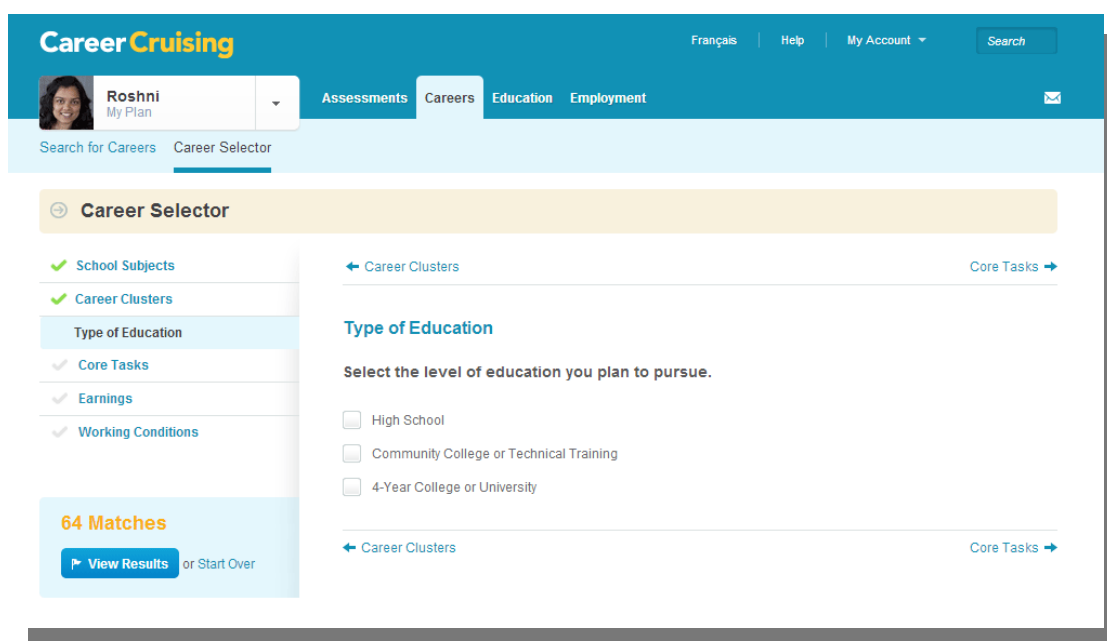 CareerCruising
Français
Help
My Account
Search
Roshni
My Plan
Assessments
Careers
Education
Employment
Search for Careers
Career Selector
Career Selector
School Subjects
Career Clusters
Type of Education
Core Tasks
Earnings
Working Conditions
64 Matches
View Results or Start Over
Career Clusters
Core Tasks
Type of Education
Select the level of education you plan to pursue.
High School
Community College or Technical Training
4-Year College or University
Career Clusters
Core Tasks